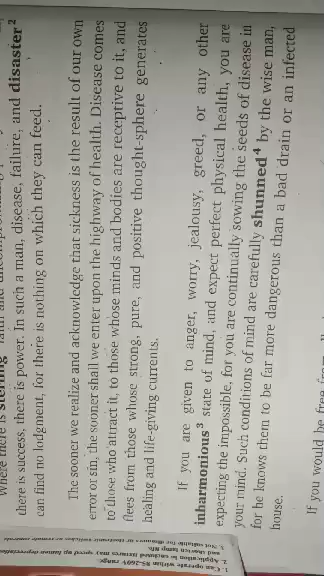 Where there is sterling faith and
there is success, there is power. In such a man, disease, failure, and disaster²
can find no lodgment, for there is nothing on which they can feed.
The sooner we realize and acknowledge that sickness is the result of our own
error or sin, the sooner shall we enter upon the highway of health. Disease comes
to those who attract it, to those whose minds and bodies are receptive to it, and
flees from those whose strong, pure, and positive thought-sphere generates
healing and life-giving currents.
If you are given to anger, worry, jealousy, greed, or any other
inharmonious³ state of mind, and expect perfect physical health, you are
expecting the impossible, for you are continually sowing the seeds of disease in
your mind. Such conditions of mind are carefully shunned⁴ by the wise man,
for he knows them to be far more dangerous than a bad drain or an infected
house.
If you would be free from
1. Can operate within 85-260V range.